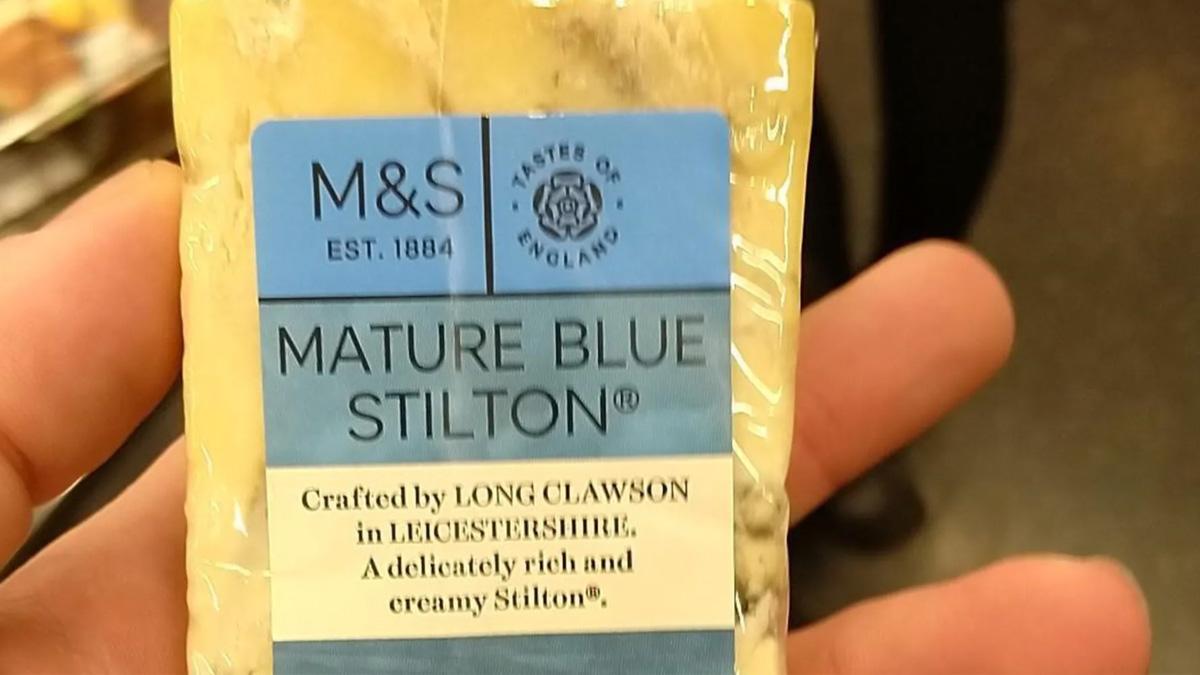 M&S
EST. 1884
TASTES OF
ENGLAND
MATURE BLUE
STILTON®
Crafted by LONG CLAWSON
in LEICESTERSHIRE.
A delicately rich and
creamy Stilton®.